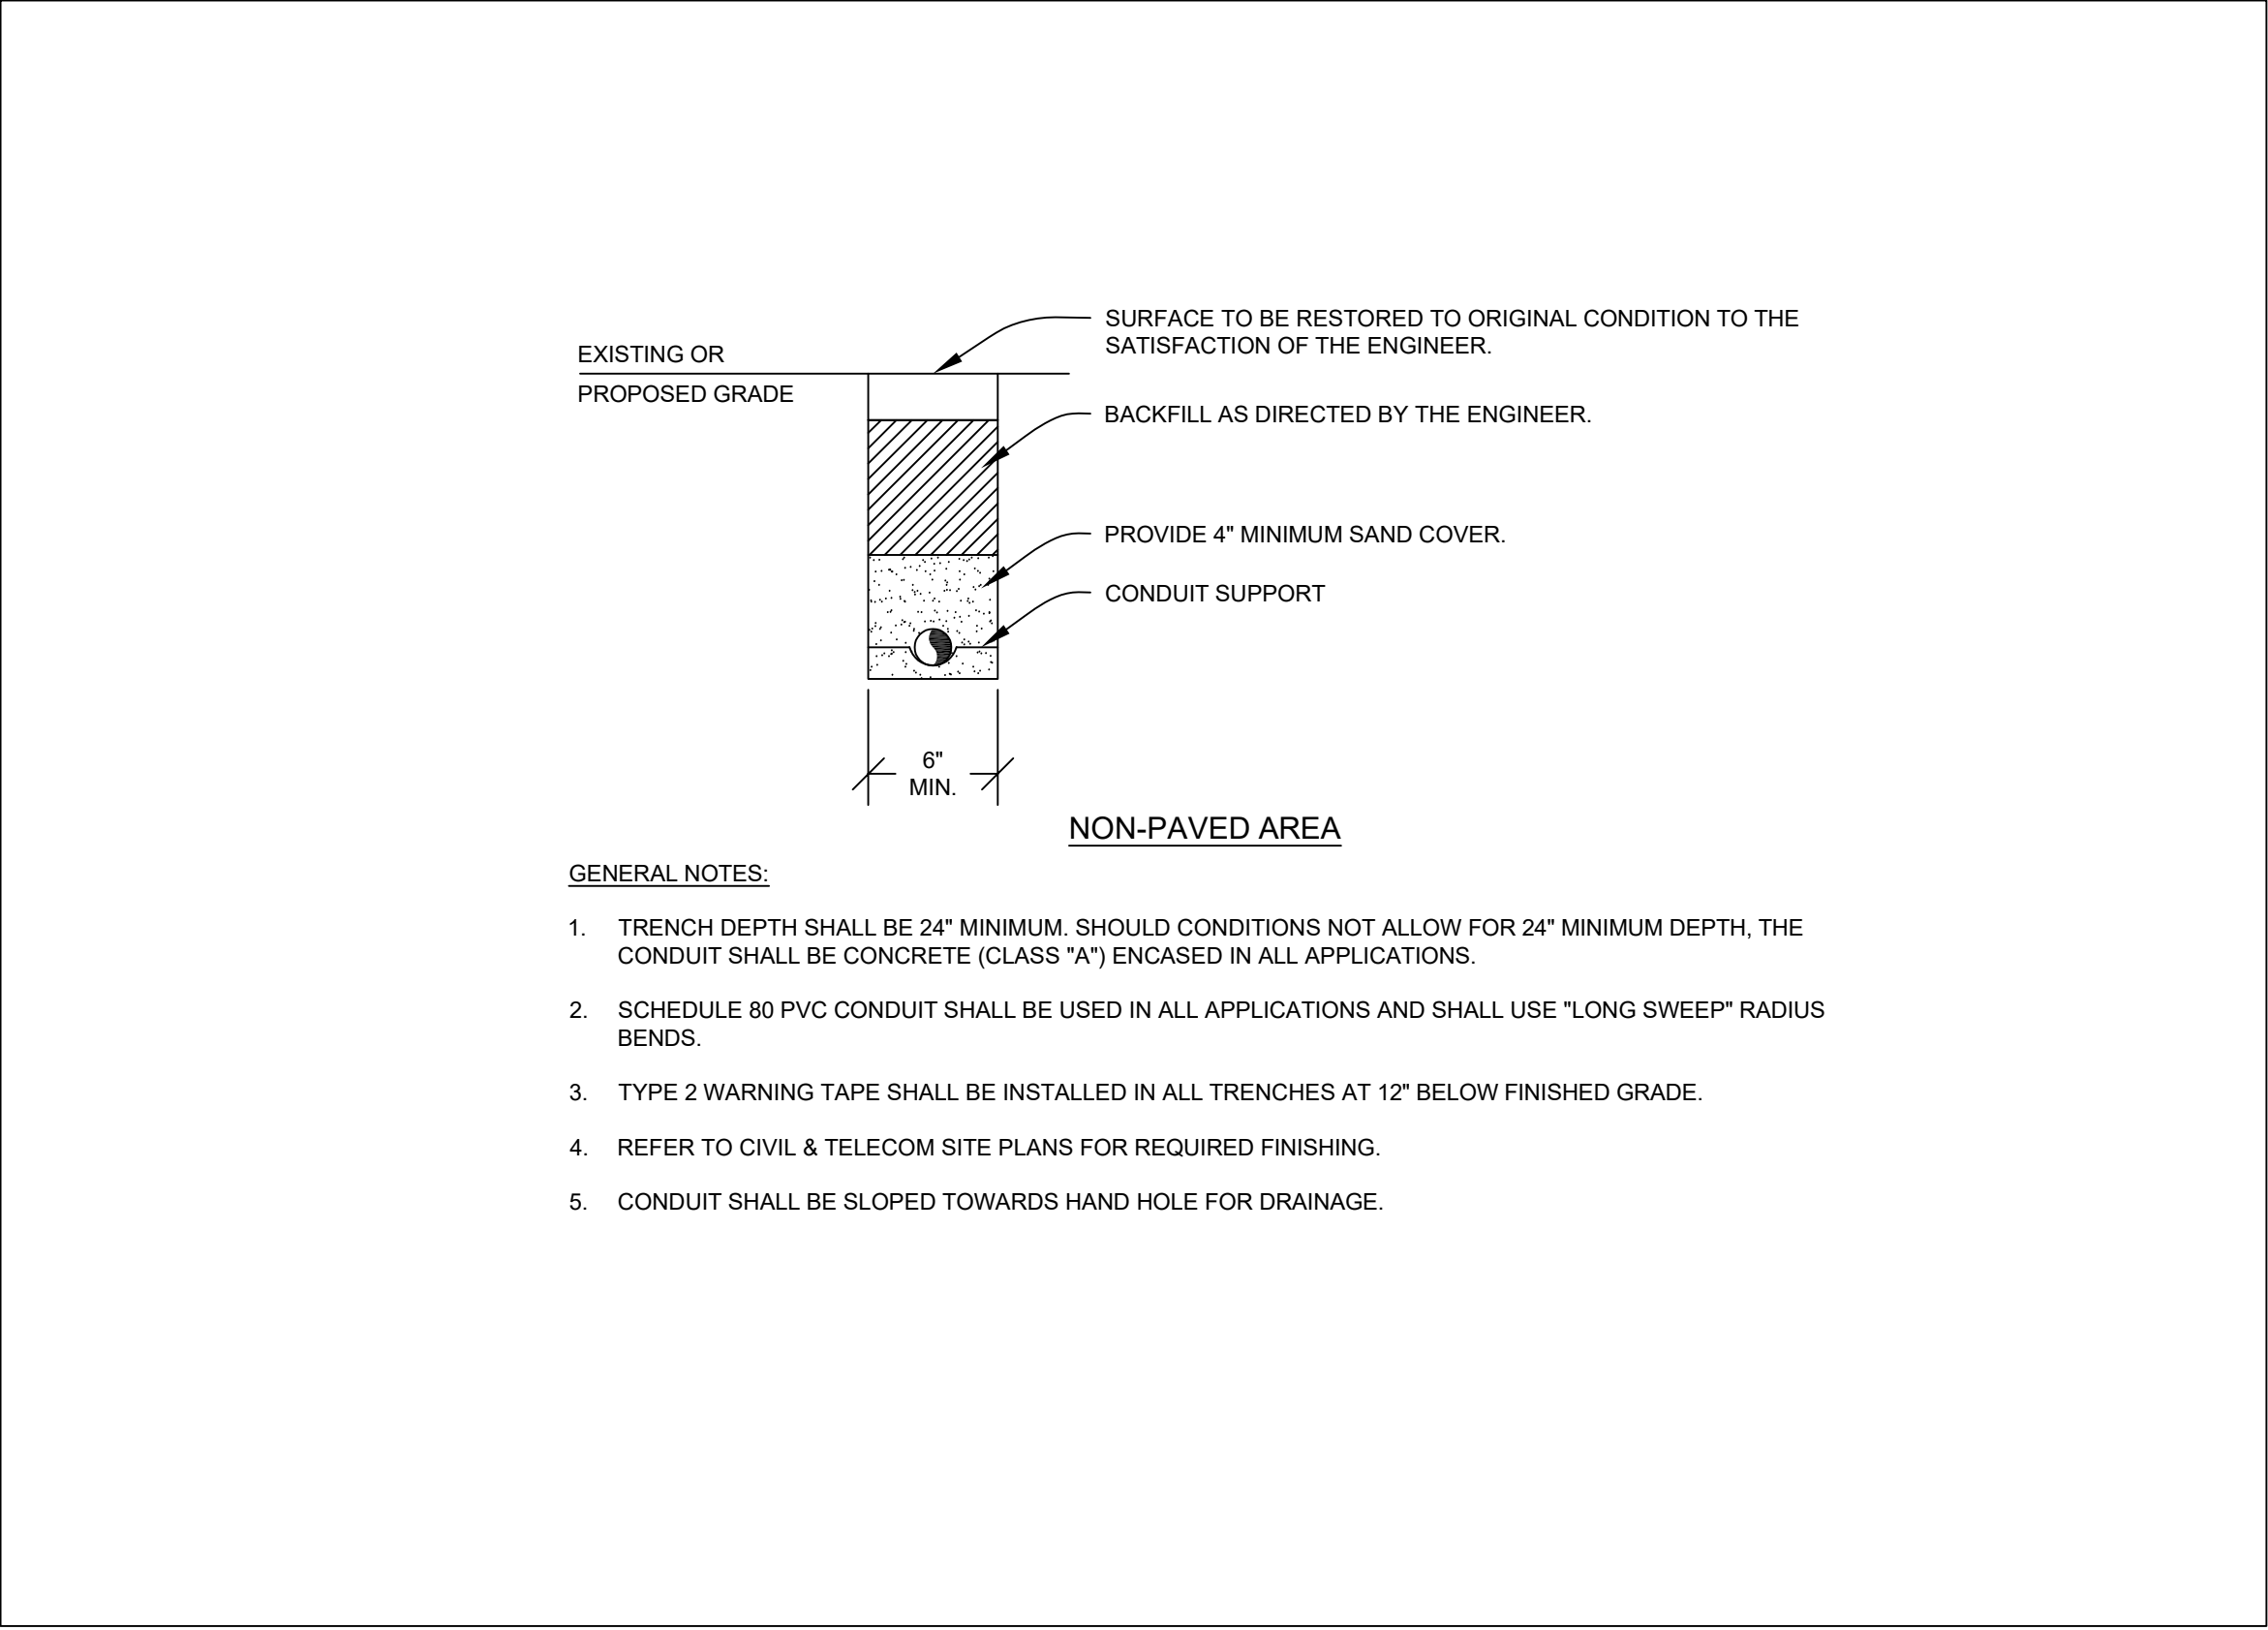 EXISTING OR
PROPOSED GRADE
SURFACE TO BE RESTORED TO ORIGINAL CONDITION TO THE
SATISFACTION OF THE ENGINEER.
BACKFILL AS DIRECTED BY THE ENGINEER.
PROVIDE 4" MINIMUM SAND COVER.
CONDUIT SUPPORT
6"
MIN.
NON-PAVED AREA
GENERAL NOTES:
1. TRENCH DEPTH SHALL BE 24" MINIMUM. SHOULD CONDITIONS NOT ALLOW FOR 24" MINIMUM DEPTH, THE
CONDUIT SHALL BE CONCRETE (CLASS "A") ENCASED IN ALL APPLICATIONS.
2. SCHEDULE 80 PVC CONDUIT SHALL BE USED IN ALL APPLICATIONS AND SHALL USE "LONG SWEEP" RADIUS
BENDS.
3. TYPE 2 WARNING TAPE SHALL BE INSTALLED IN ALL TRENCHES AT 12" BELOW FINISHED GRADE.
4. REFER TO CIVIL & TELECOM SITE PLANS FOR REQUIRED FINISHING.
5. CONDUIT SHALL BE SLOPED TOWARDS HAND HOLE FOR DRAINAGE.